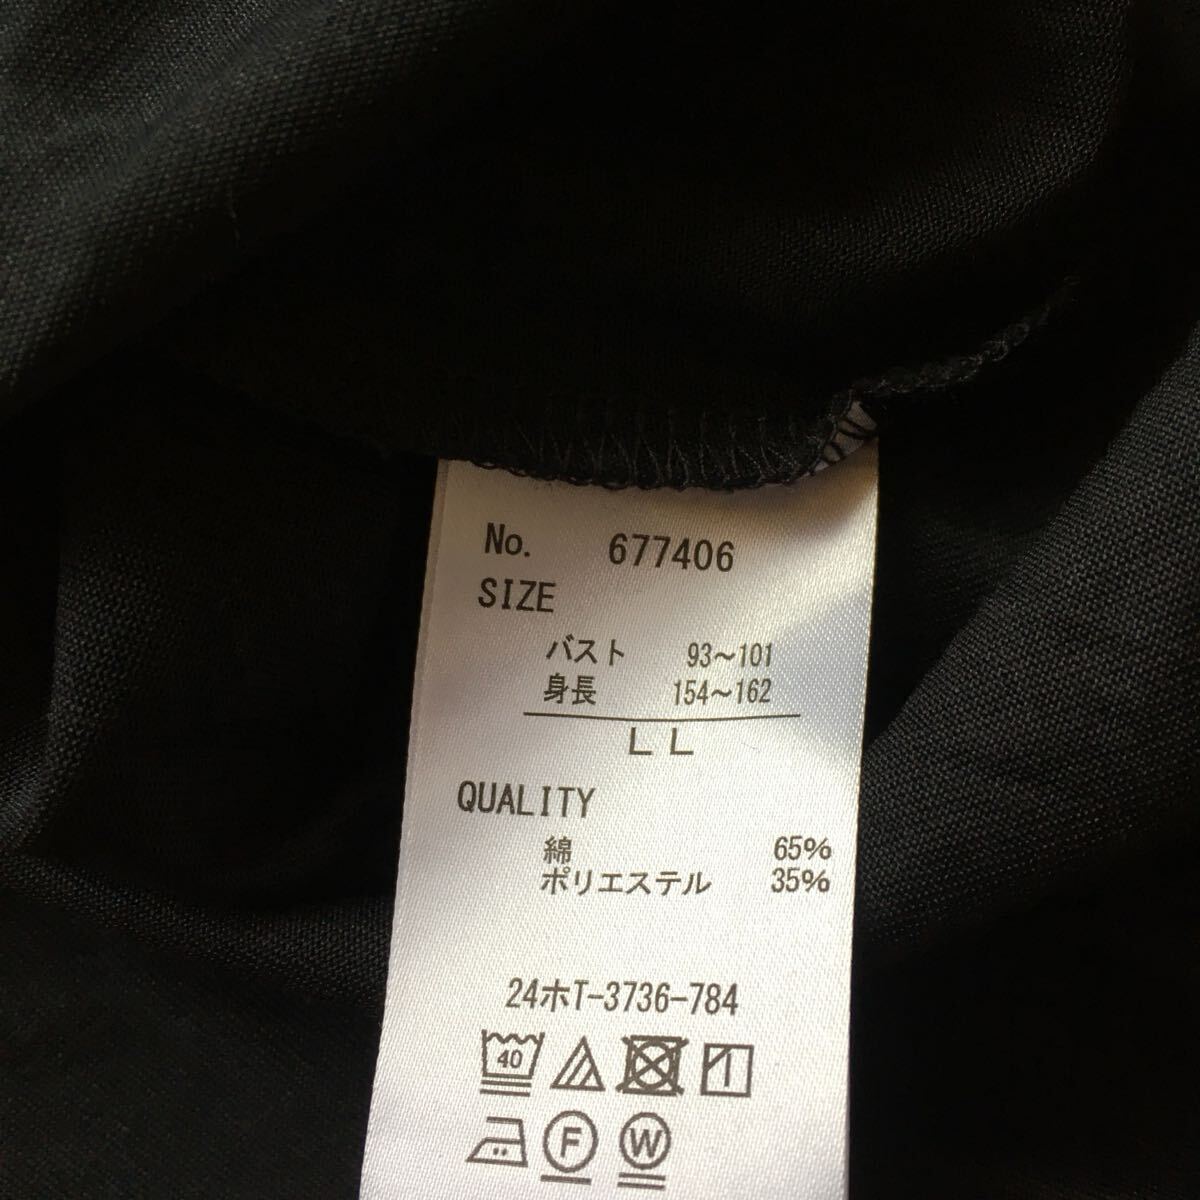 No. 677406
SIZE
バスト 93〜101
身長 154〜162
LL
QUALITY
綿 65%
ポリエステル 35%
24ホT-3736-784
40
F W